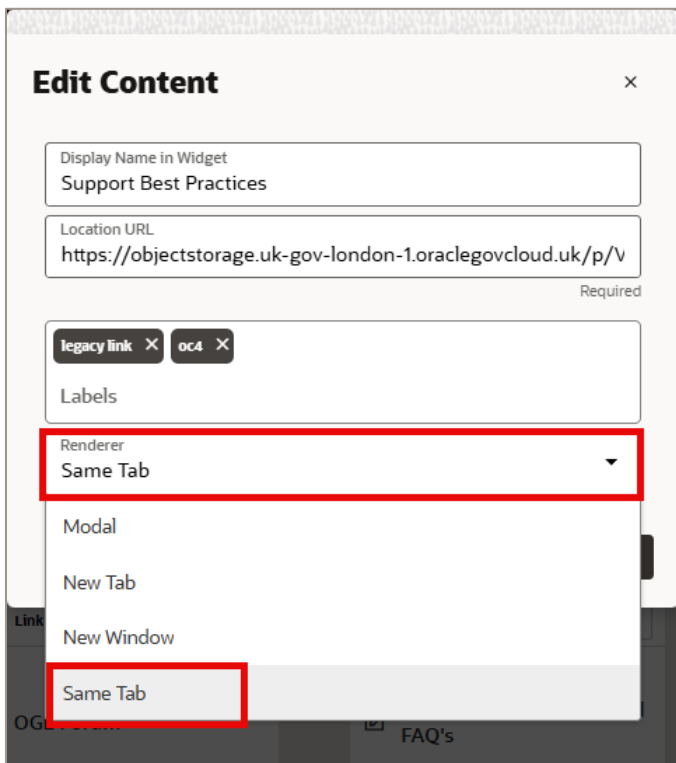 Edit Content
×
Display Name in Widget
Support Best Practices
Location URL
https://objectstorage.uk-gov-london-1.oraclegovcloud.uk/p/V
Required
legacy link × oc4 ×
Labels
Renderer
Same Tab
Modal
New Tab
New Window
Same Tab
Link
FAQ's